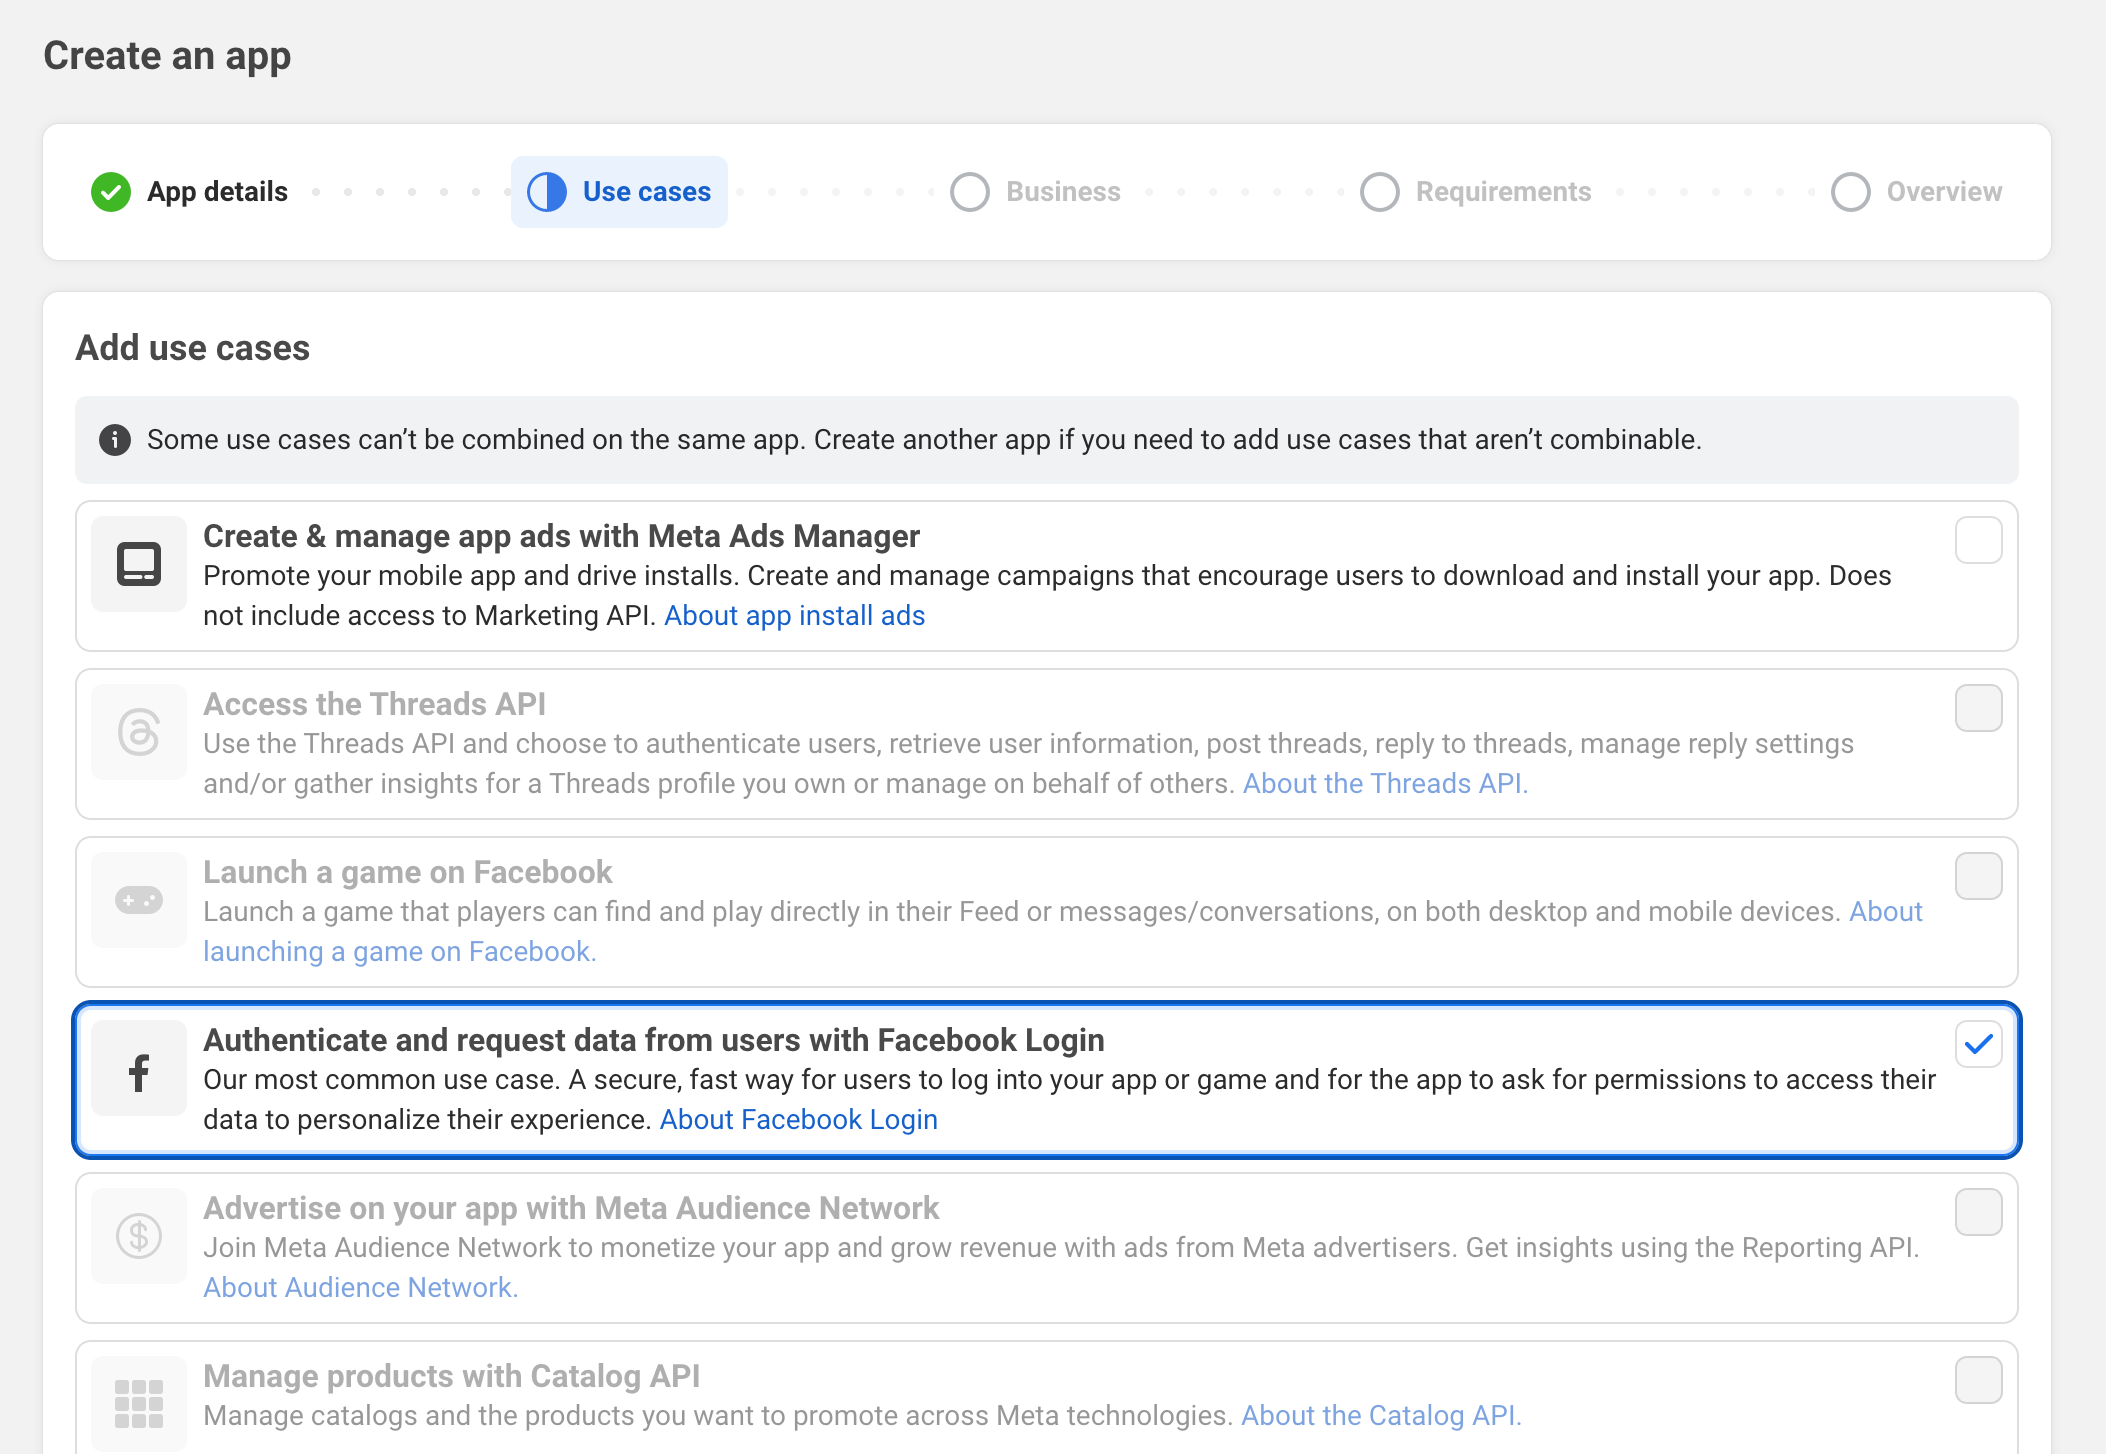 Create an app
App details
Use cases
Business
Requirements
Overview
Add use cases
Some use cases can’t be combined on the same app. Create another app if you need to add use cases that aren’t combinable.
Create & manage app ads with Meta Ads Manager
Promote your mobile app and drive installs. Create and manage campaigns that encourage users to download and install your app. Does
not include access to Marketing API. About app install ads
Access the Threads API
Use the Threads API and choose to authenticate users, retrieve user information, post threads, reply to threads, manage reply settings
and/or gather insights for a Threads profile you own or manage on behalf of others. About the Threads API.
Launch a game on Facebook
Launch a game that players can find and play directly in their Feed or messages/conversations, on both desktop and mobile devices. About
launching a game on Facebook.
Authenticate and request data from users with Facebook Login
Our most common use case. A secure, fast way for users to log into your app or game and for the app to ask for permissions to access their
data to personalize their experience. About Facebook Login
Advertise on your app with Meta Audience Network
Join Meta Audience Network to monetize your app and grow revenue with ads from Meta advertisers. Get insights using the Reporting API.
About Audience Network.
Manage products with Catalog API
Manage catalogs and the products you want to promote across Meta technologies. About the Catalog API.